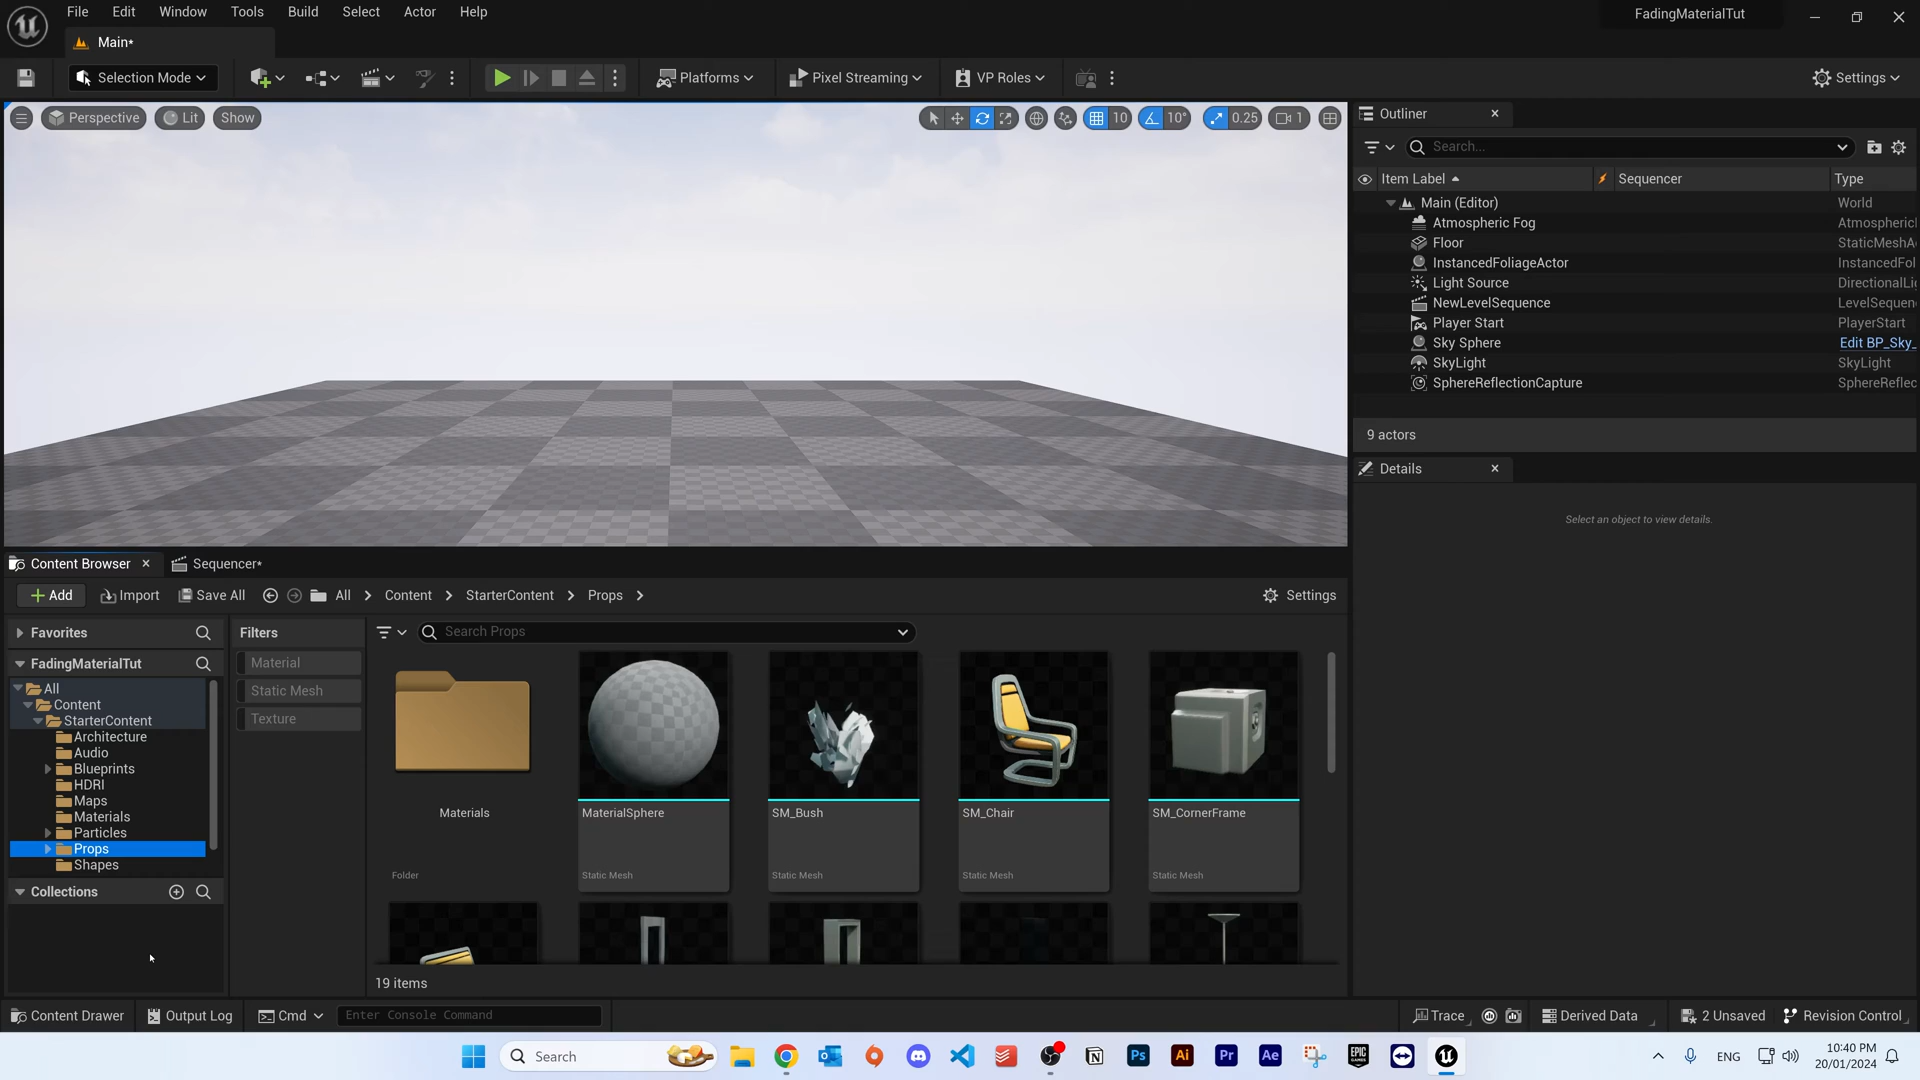 File Edit Window Tools Build Select Actor Help
FadingMaterialTut
Main*
Selection Mode
Platforms
Pixel Streaming
VP Roles
Settings
Perspective
Lit
Show
10
10°
0.25
1
Outliner
Search...
Item Label
Sequencer
Type
Main (Editor)
World
Atmospheric Fog
Atmospheric
Floor
StaticMeshA
InstancedFoliageActor
InstancedFol
Light Source
DirectionalLi
NewLevelSequence
LevelSequen
Player Start
PlayerStart
Sky Sphere
Edit BP_Sky_
SkyLight
SkyLight
SphereReflectionCapture
SphereReflec
9 actors
Details
Select an object to view details.
Content Browser
Sequencer*
Add
Import
Save All
All
Content
StarterContent
Props
Settings
Favorites
FadingMaterialTut
All
Content
StarterContent
Architecture
Audio
Blueprints
HDRI
Maps
Materials
Particles
Props
Shapes
Collections
Filters
Material
Static Mesh
Texture
Search Props
Materials
Folder
MaterialSphere
Static Mesh
SM_Bush
Static Mesh
SM_Chair
Static Mesh
SM_CornerFrame
Static Mesh
19 items
Content Drawer
Output Log
Cmd
Enter Console Command
Trace
Derived Data
2 Unsaved
Revision Control
Search
Ps
Ai
Pr
Ae
EPIC GAMES
ENG
10:40 PM
20/01/2024